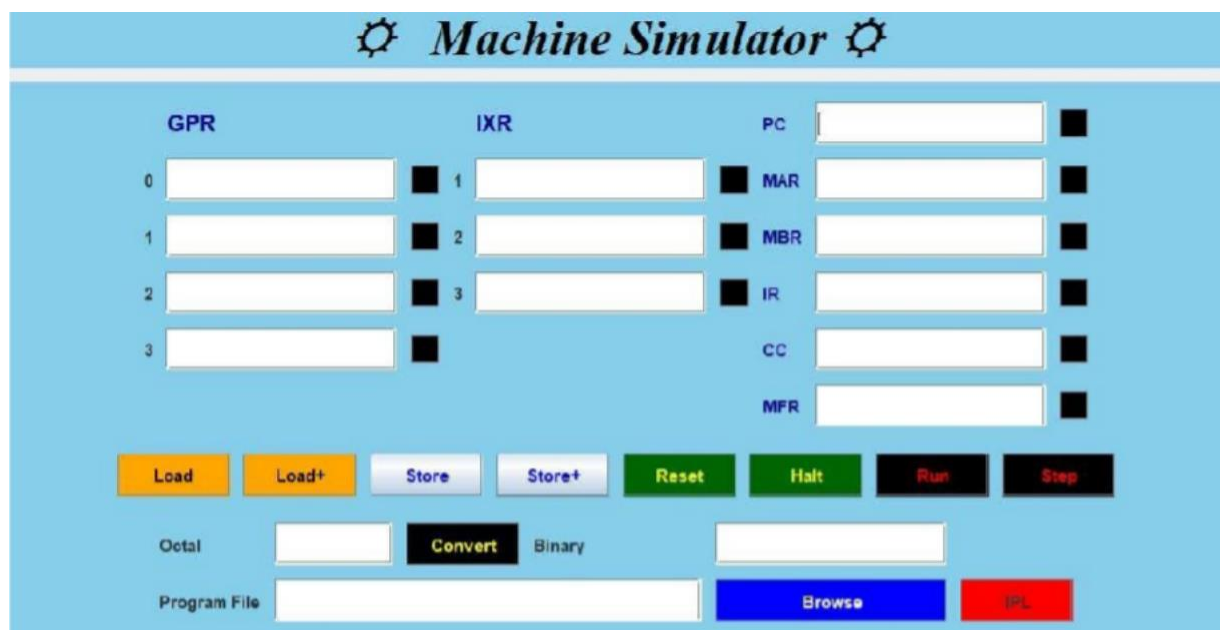 Machine Simulator
GPR IXR PC
0 1 MAR
1 2 MBR
2 3 IR
3 CC
MFR
Load Load+ Store Store+ Reset Halt Run Step
Octal Convert Binary
Program File Browse IPL